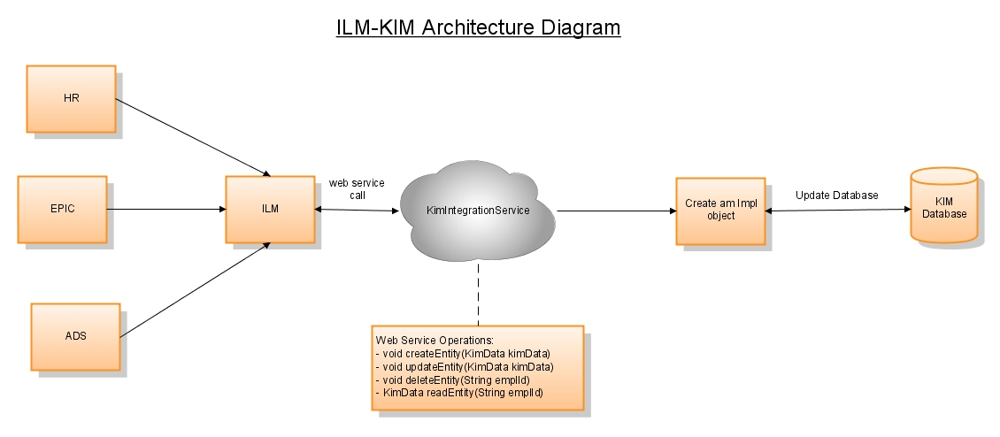 ILM-KIM Architecture Diagram
HR
EPIC
ILM
web service
call
KimIntegrationService
Create am Impl
object
Update Database
KIM
Database
ADS
Web Service Operations:
- void createEntity(KimData kimData)
- void updateEntity(KimData kimData)
- void deleteEntity(String emplId)
- KimData readEntity(String emplId)